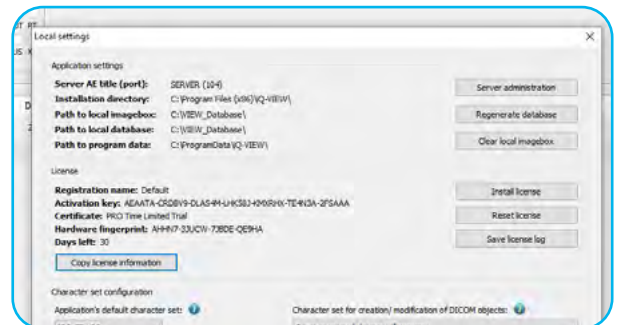 Local settings
Application settings
Server AE title (port): SERVER (104)
Server administration
Installation directory: C:\Program Files (x86)\IQ-VIEW\
Path to local imagebox: C:\VIEW_Database\
Regenerate database
Path to local database: C:\VIEW_Database\
Path to program data: C:\ProgramData\IQ-VIEW\
Clear local imagebox
License
Registration name: Default
Install license
Certificate: PRO Time Limited Trial
Reset license
Hardware fingerprint:
Days left: 30
Save license log
Copy license information
Character set configuration
Application's default character set:
Character set for creation/ modification of DICOM objects: